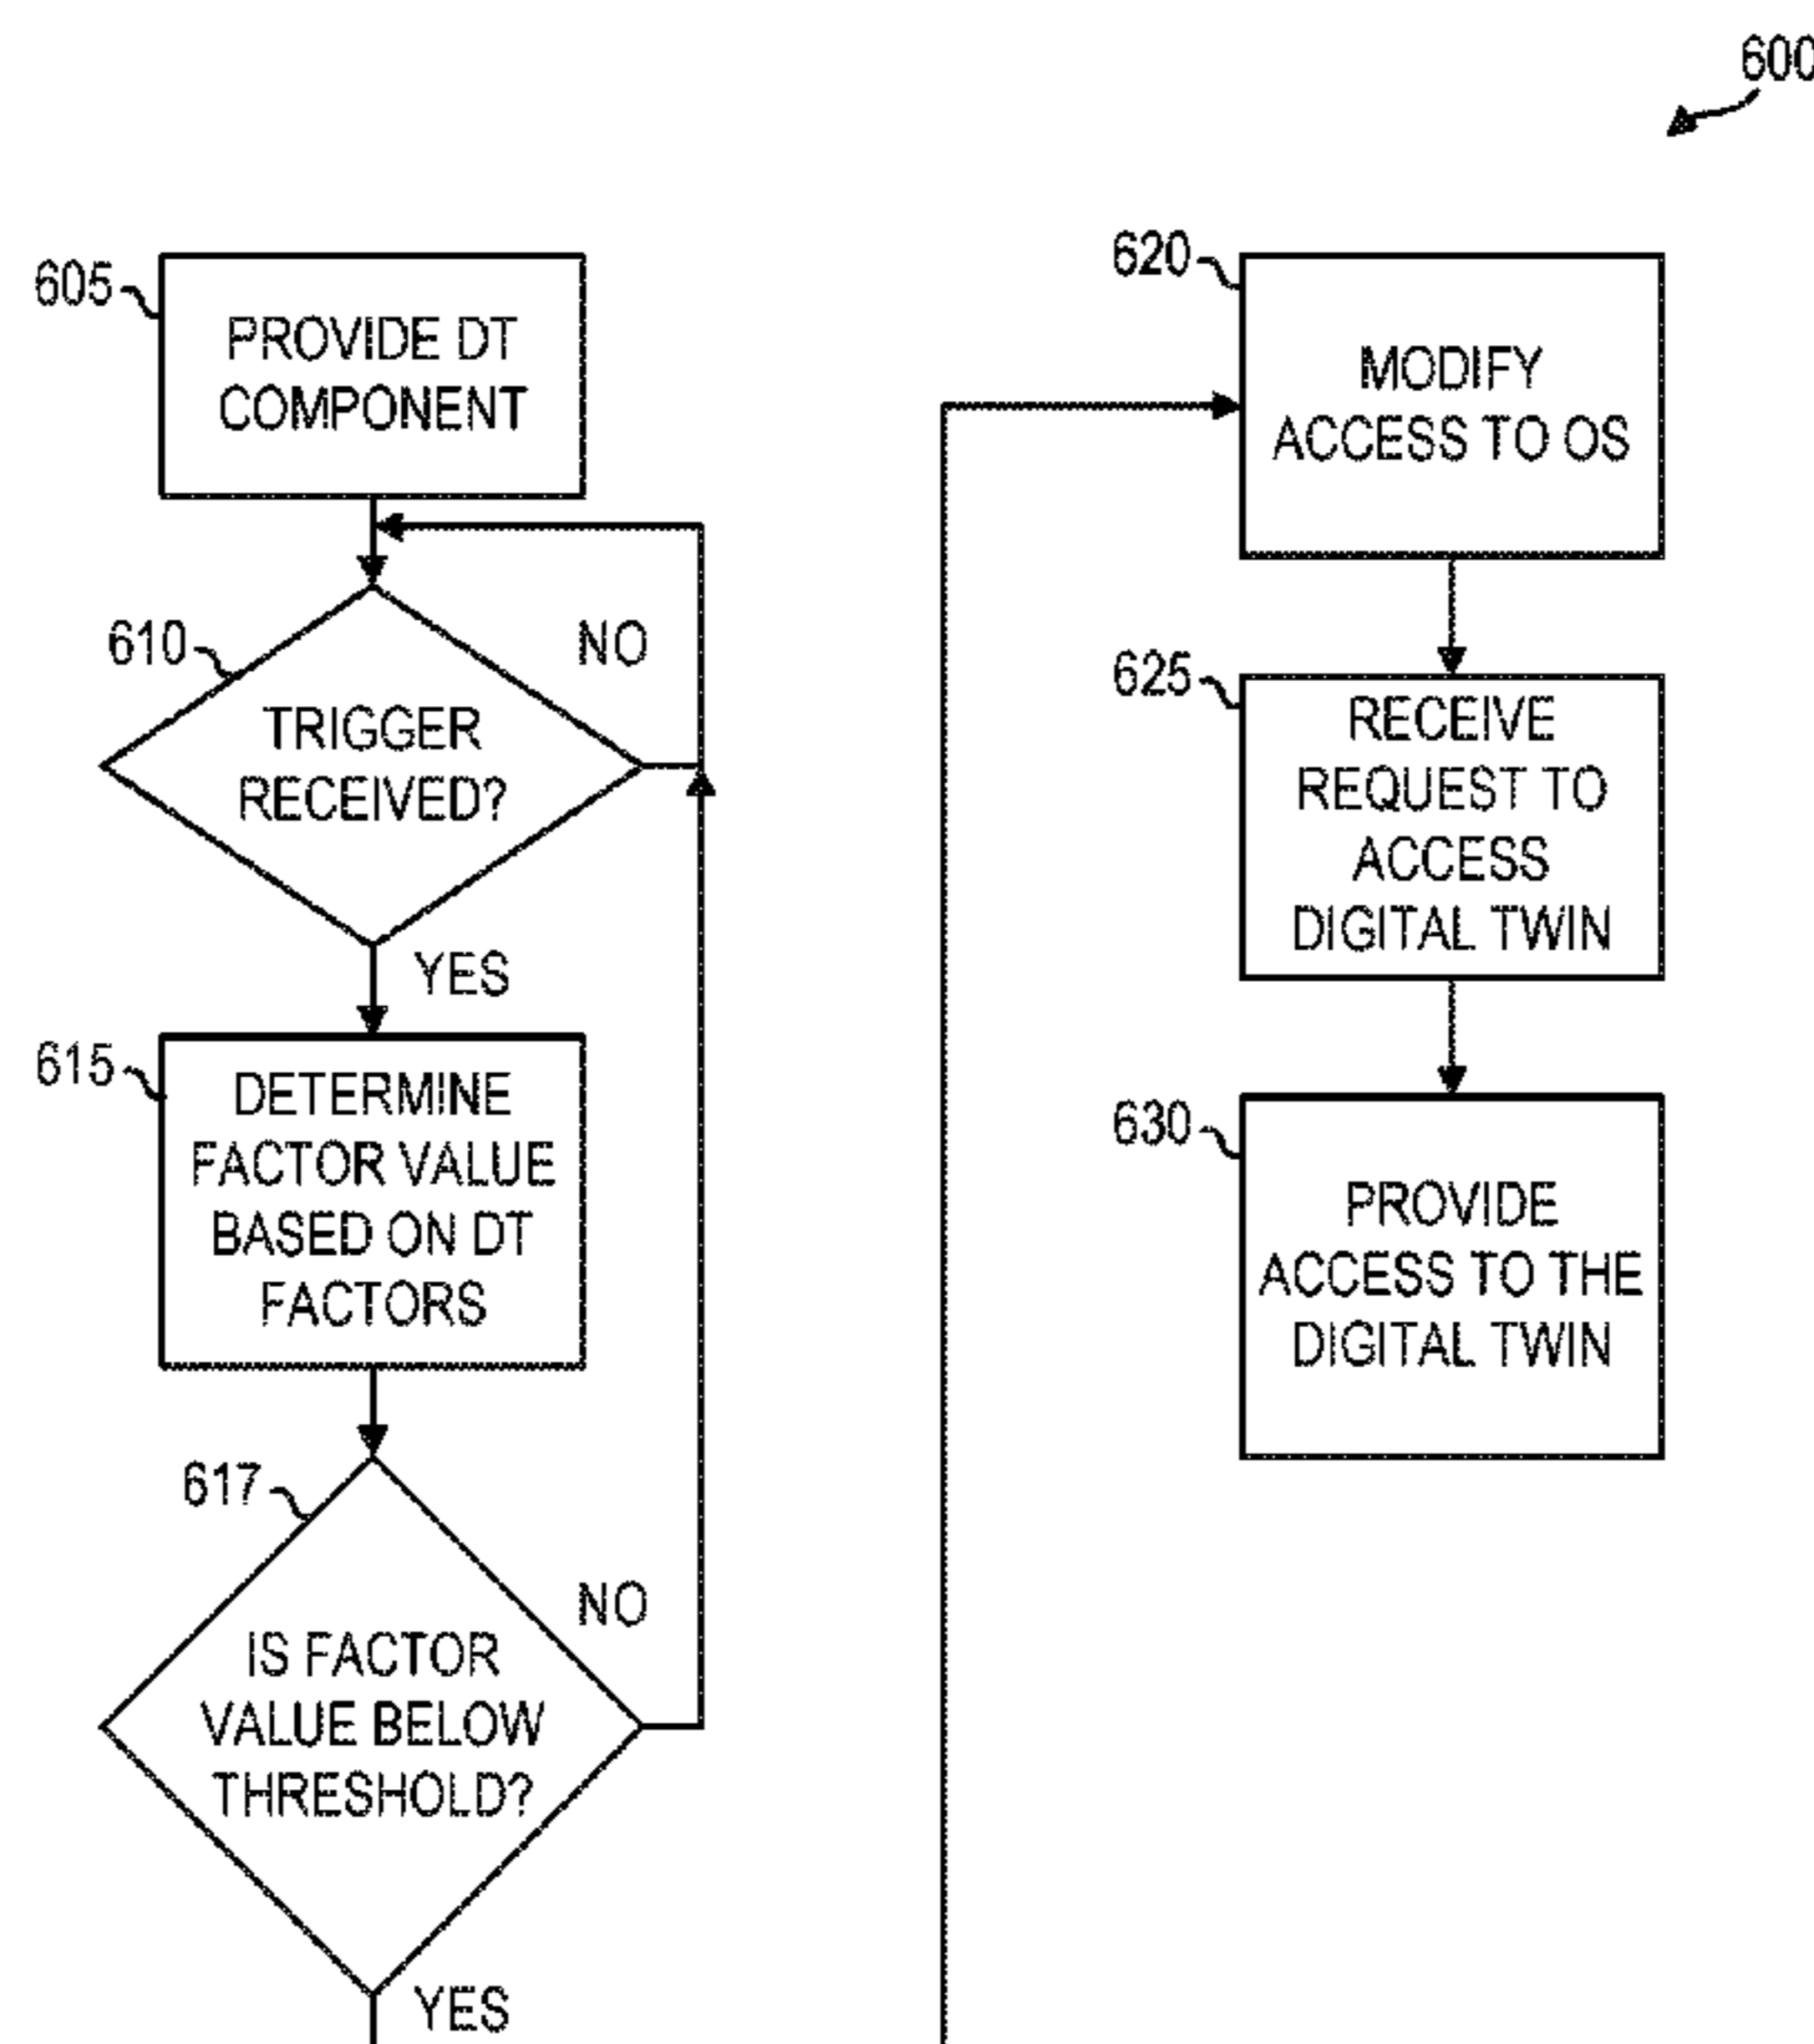 600
605
PROVIDE DT
COMPONENT
610
NO
TRIGGER
RECEIVED?
YES
615
DETERMINE
FACTOR VALUE
BASED ON DT
FACTORS
617
NO
IS FACTOR
VALUE BELOW
THRESHOLD?
YES
620
MODIFY
ACCESS TO OS
625
RECEIVE
REQUEST TO
ACCESS
DIGITAL TWIN
630
PROVIDE
ACCESS TO THE
DIGITAL TWIN